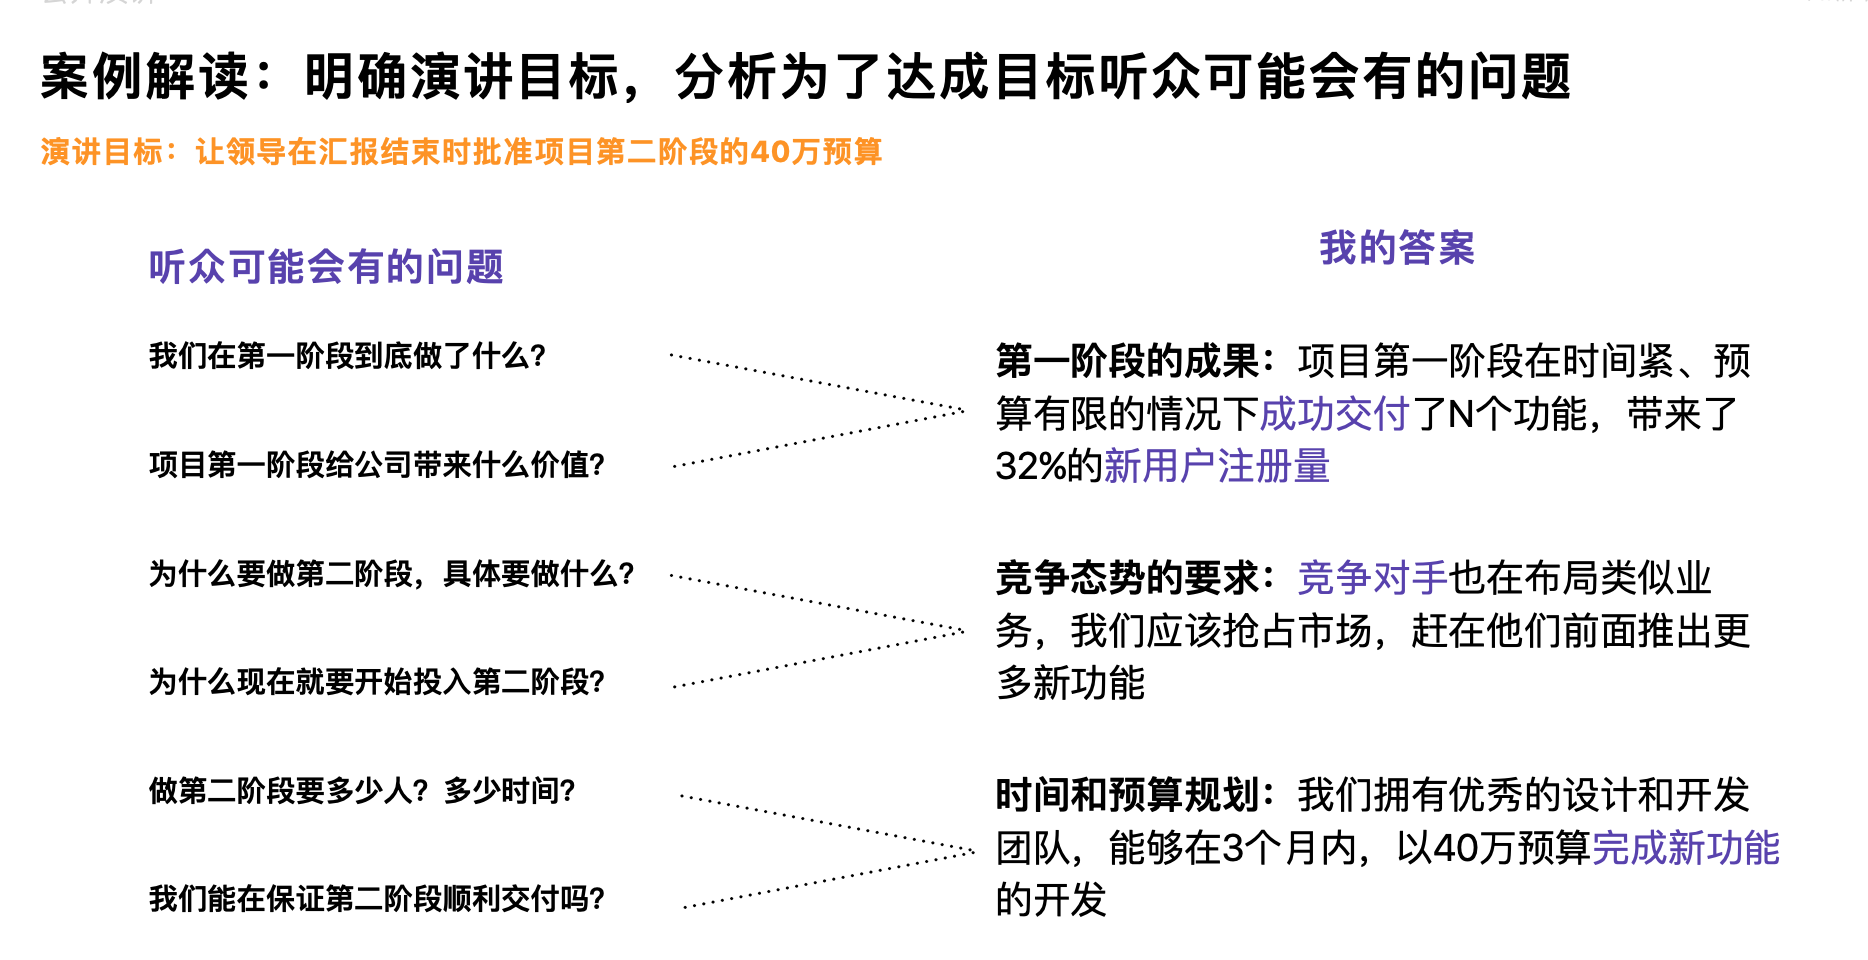 案例解读：明确演讲目标，分析为了达成目标听众可能会有的问题
演讲目标：让领导在汇报结束时批准项目第二阶段的40万预算
听众可能会有的问题
我们在第一阶段到底做了什么？
项目第一阶段给公司带来什么价值？
为什么要做第二阶段，具体要做什么？
为什么现在就要开始投入第二阶段？
做第二阶段要多少人？多少时间？
我们能在保证第二阶段顺利交付吗？
我的答案
第一阶段的成果：项目第一阶段在时间紧、预
算有限的情况下成功交付了N个功能，带来了
32%的新用户注册量
竞争态势的要求：竞争对手也在布局类似业
务，我们应该抢占市场，赶在他们前面推出更
多新功能
时间和预算规划：我们拥有优秀的设计和开发
团队，能够在3个月内，以40万预算完成新功能
的开发